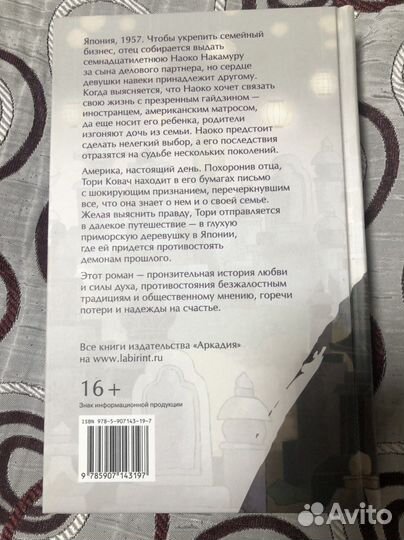 Япония, 1957. Чтобы укрепить семейный
бизнес, отец собирается выдать
семнадцатилетнюю Наоко Накамуру
за сына делового партнера, но сердце
девушки навеки принадлежит другому.
Когда выясняется, что Наоко хочет связать
свою жизнь с презренным гайдзином —
иностранцем, американским матросом,
да еще носит его ребенка, родители
изгоняют дочь из семьи. Наоко предстоит
сделать нелегкий выбор, а его последствия
отразятся на судьбе нескольких поколений.
Америка, настоящий день. Похоронив отца,
Тори Ковач находит в его бумагах письмо
с шокирующим признанием, перечеркнувшим
все, что она знает о нем и о своей семье.
Желая выяснить правду, Тори отправляется
в далекое путешествие — в глухую
приморскую деревушку в Японии,
где ей придется противостоять
демонам прошлого.
Этот роман — пронзительная история любви
и силы духа, противостояния безжалостным
традициям и общественному мнению, горечи
потери и надежды на счастье.
Все книги издательства «Аркадия»
на www.labirint.ru
16+
Знак информационной продукции
ISBN 978-5-907143-19-7
9 785907 143197
Avito